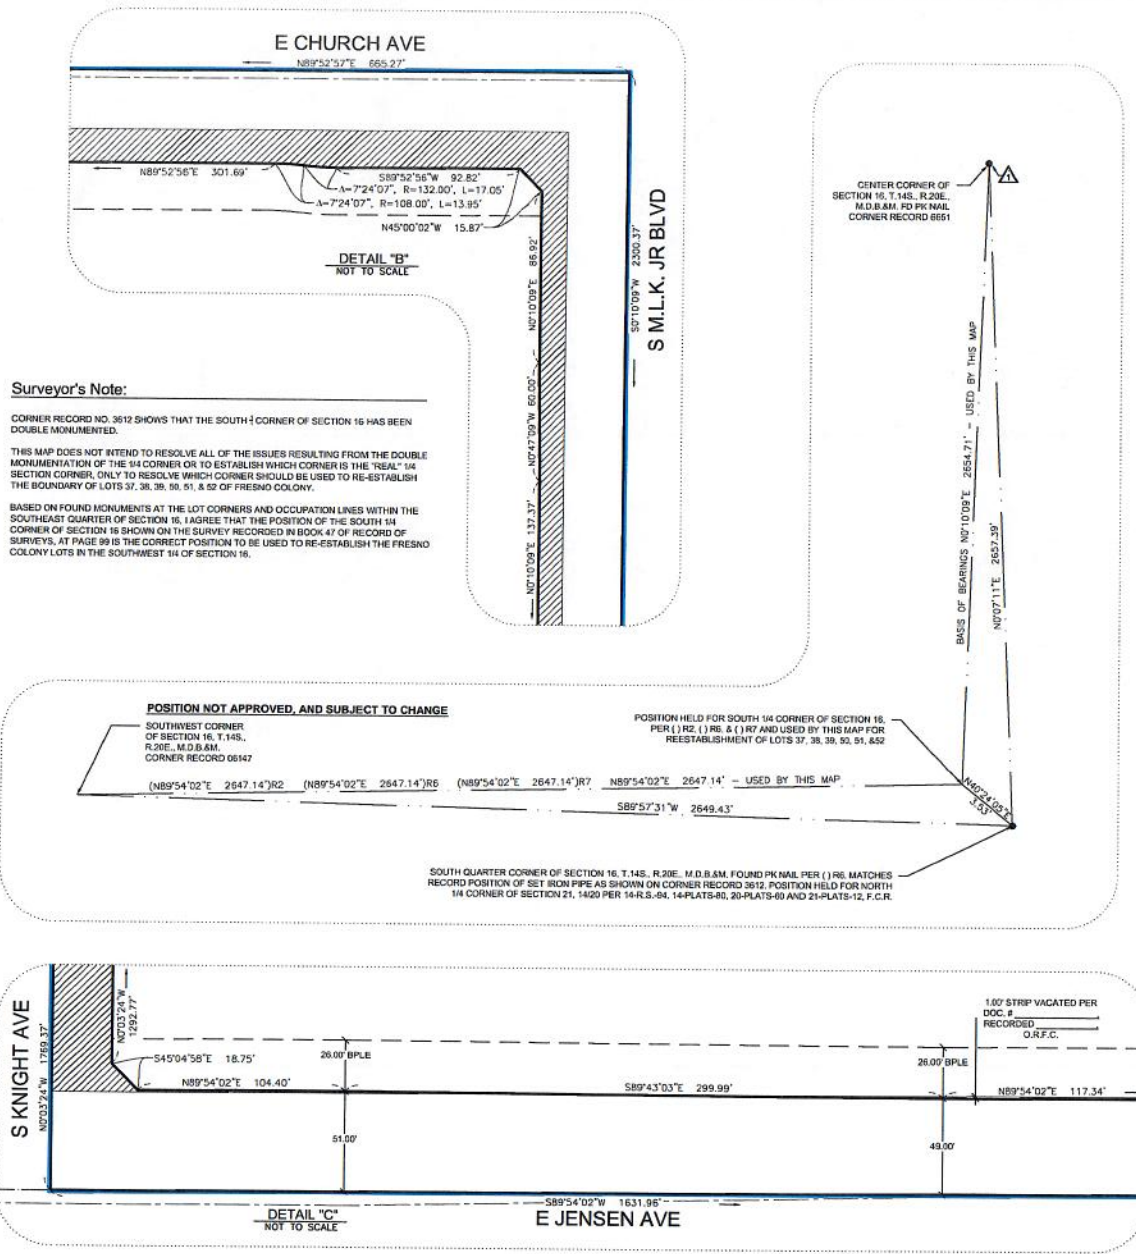 E CHURCH AVE
N89°52'57"E 665.27'
N89°52'56"E 301.69'
S89°52'56"W 92.82'
Δ=7°24'07", R=132.00', L=17.05'
Δ=7°24'07", R=108.00', L=13.95'
N45°00'02"W 15.87'
DETAIL "B"
NOT TO SCALE
N0°10'09"E 86.92'
N0°47'09"W 60.00'
N0°10'09"E 137.37'
S0°10'09"W 2300.37'
S M.L.K. JR BLVD
Surveyor's Note:
CORNER RECORD NO. 3612 SHOWS THAT THE SOUTH ¼ CORNER OF SECTION 16 HAS BEEN
DOUBLE MONUMENTED.
THIS MAP DOES NOT INTEND TO RESOLVE ALL OF THE ISSUES RESULTING FROM THE DOUBLE
MONUMENTATION OF THE 1/4 CORNER OR TO ESTABLISH WHICH CORNER IS THE "REAL" 1/4
SECTION CORNER, ONLY TO RESOLVE WHICH CORNER SHOULD BE USED TO RE-ESTABLISH
THE BOUNDARY OF LOTS 37, 38, 39, 50, 51, & 52 OF FRESNO COLONY.
BASED ON FOUND MONUMENTS AT THE LOT CORNERS AND OCCUPATION LINES WITHIN THE
SOUTHEAST QUARTER OF SECTION 16, I AGREE THAT THE POSITION OF THE SOUTH 1/4
CORNER OF SECTION 16 SHOWN ON THE SURVEY RECORDED IN BOOK 47 OF RECORD OF
SURVEYS, AT PAGE 99 IS THE CORRECT POSITION TO BE USED TO RE-ESTABLISH THE FRESNO
COLONY LOTS IN THE SOUTHWEST 1/4 OF SECTION 16.
CENTER CORNER OF
SECTION 16, T.14S., R.20E.,
M.D.B.&M. FD PK NAIL
CORNER RECORD 6651
1
BASIS OF BEARINGS N0°10'09"E 2654.71' - USED BY THIS MAP
N0°07'11"E 2657.39'
POSITION NOT APPROVED, AND SUBJECT TO CHANGE
SOUTHWEST CORNER
OF SECTION 16, T.14S.,
R.20E., M.D.B.&M.
CORNER RECORD 06147
POSITION HELD FOR SOUTH 1/4 CORNER OF SECTION 16,
PER ( ) R2, ( ) R6, & ( ) R7 AND USED BY THIS MAP FOR
REESTABLISHMENT OF LOTS 37, 38, 39, 50, 51, &52
(N89°54'02"E 2647.14')R2 (N89°54'02"E 2647.14')R6 (N89°54'02"E 2647.14')R7 N89°54'02"E 2647.14' - USED BY THIS MAP
S89°57'31"W 2649.43'
N40°24'05"E
3.53'
SOUTH QUARTER CORNER OF SECTION 16, T.14S., R.20E., M.D.B.&M. FOUND PK NAIL PER ( ) R6, MATCHES
RECORD POSITION OF SET IRON PIPE AS SHOWN ON CORNER RECORD 3612, POSITION HELD FOR NORTH
1/4 CORNER OF SECTION 21, 14/20 PER 14-R.S.-94, 14-PLATS-80, 20-PLATS-60 AND 21-PLATS-12, F.C.R.
S KNIGHT AVE
N0°03'24"W 1769.37'
N0°03'24"W
1292.77'
S45°04'58"E 18.75'
N89°54'02"E 104.40'
26.00' BPLE
S89°43'03"E 299.99'
26.00' BPLE
1.00' STRIP VACATED PER
DOC. #
RECORDED
O.R.F.C.
N89°54'02"E 117.34'
51.00'
49.00'
S89°54'02"W 1631.96'
DETAIL "C"
NOT TO SCALE
E JENSEN AVE